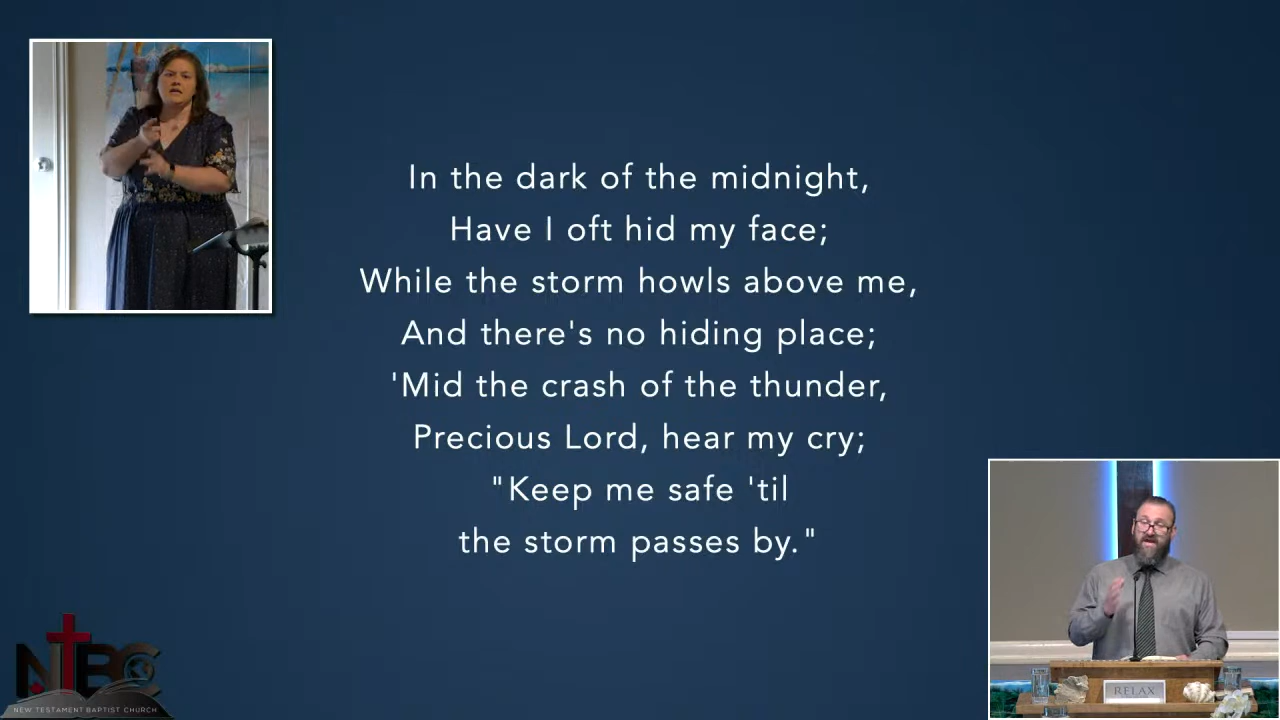 In the dark of the midnight,
Have I oft hid my face;
While the storm howls above me,
And there's no hiding place;
'Mid the crash of the thunder,
Precious Lord, hear my cry;
"Keep me safe 'til
the storm passes by."
NTBC
NEW TESTAMENT BAPTIST CHURCH
RELAX